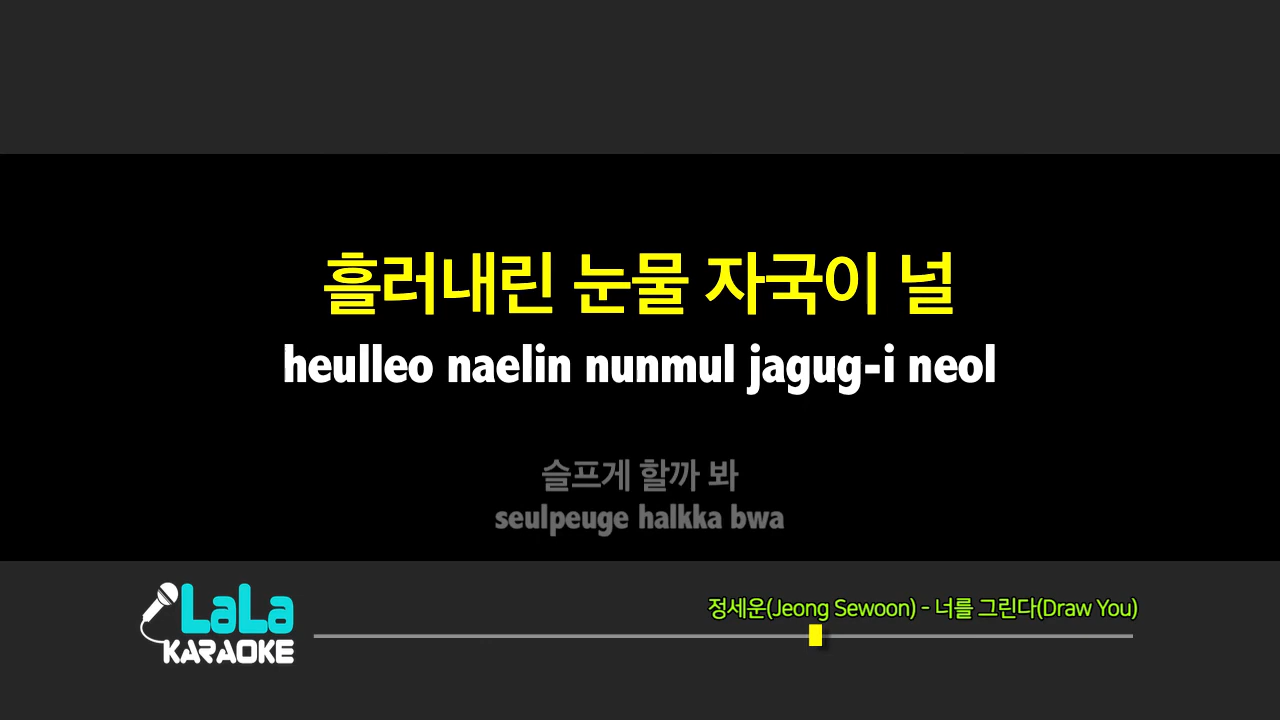 흘러내린 눈물 자국이 널
heulleo naelin nunmul jagug-i neol
슬프게 할까 봐
seulpeuge halkka bwa
LaLa
KARAOKE
정세운(Jeong Sewoon) - 너를 그린다(Draw You)